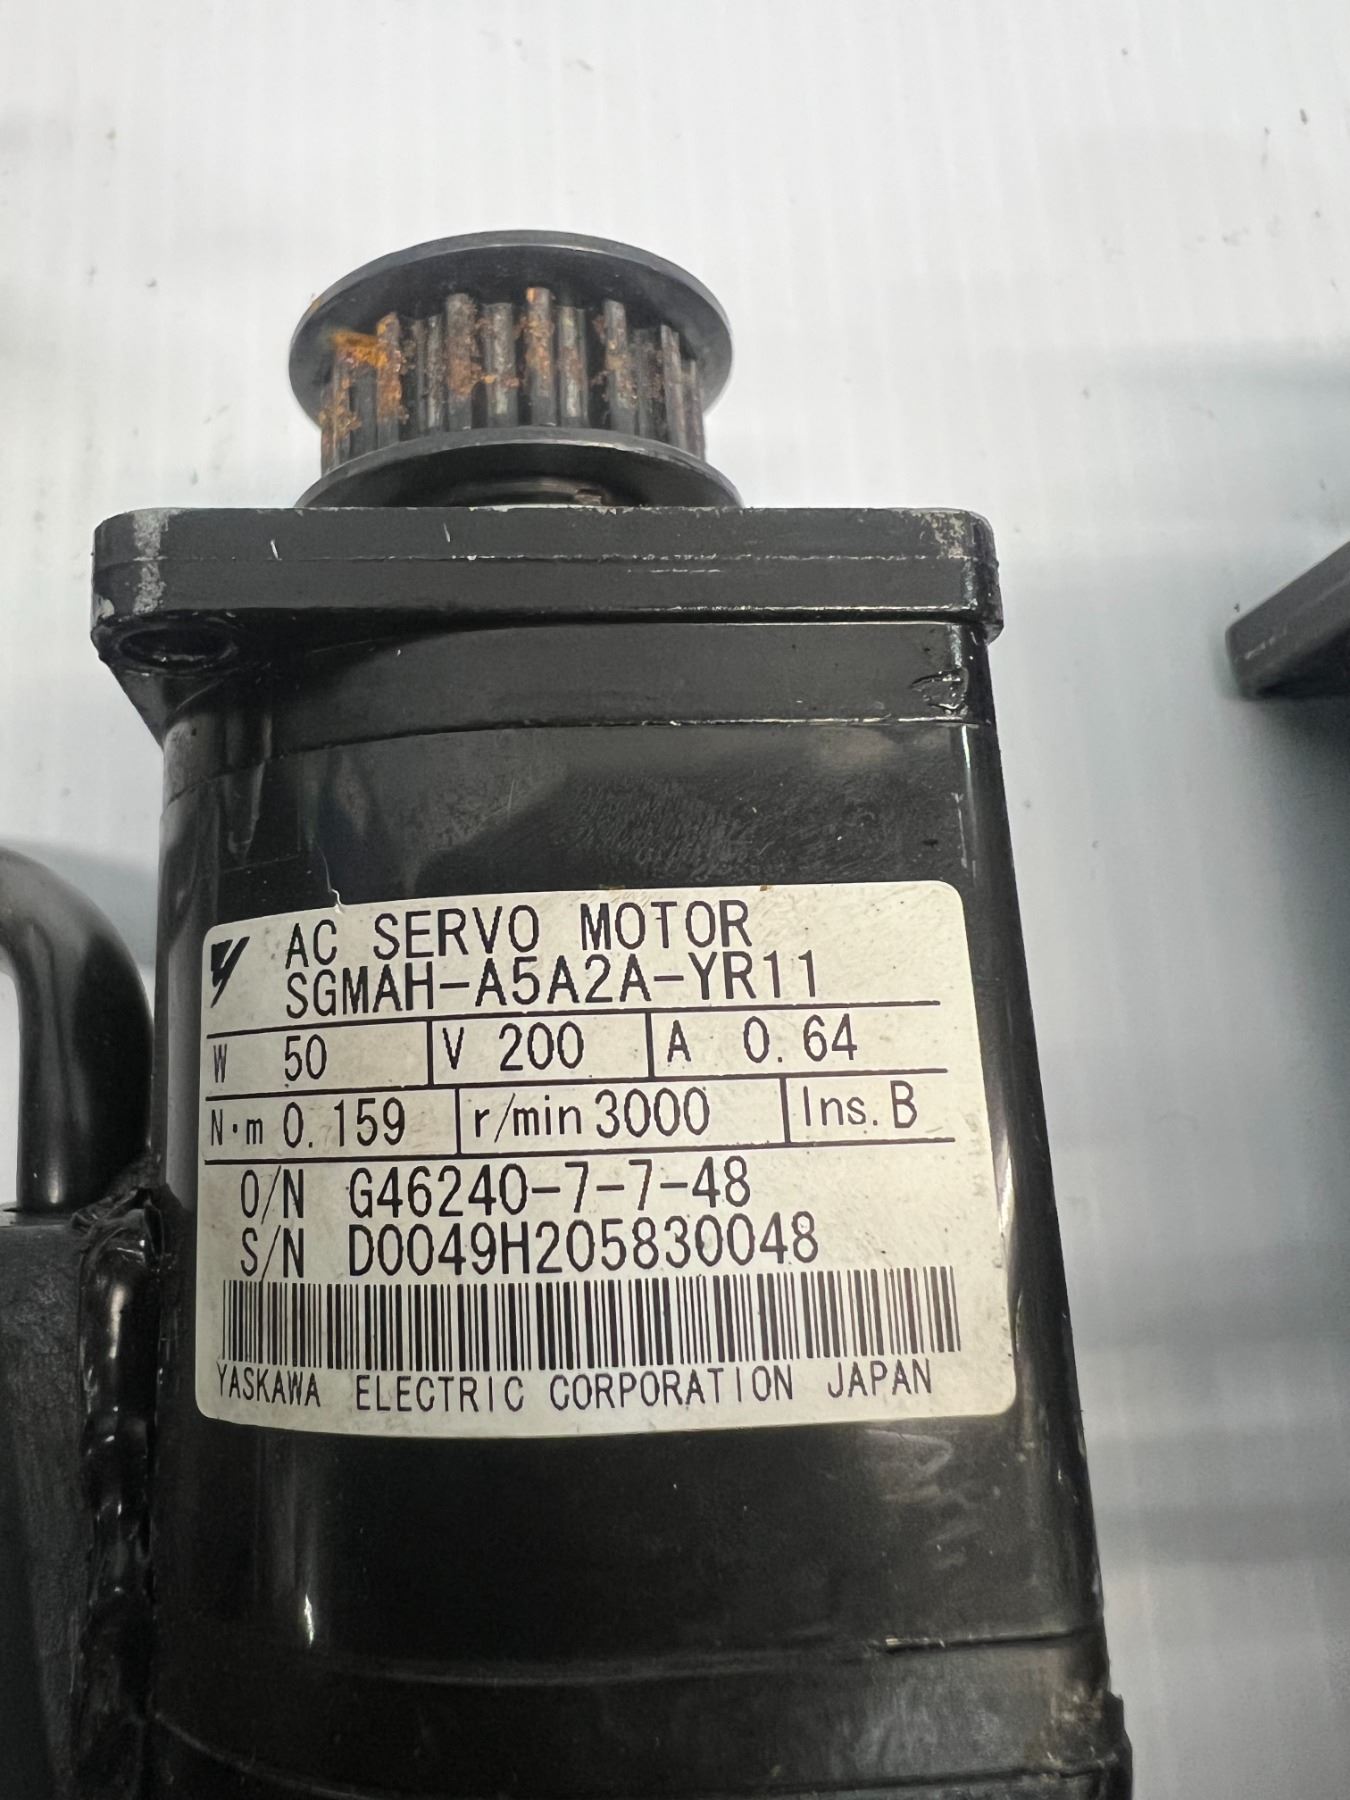 AC SERVO MOTOR
SGMAH-A5A2A-YR11
W 50 V 200 A 0.64
N·m 0.159 r/min 3000 Ins. B
O/N G46240-7-7-48
S/N D0049H205830048
YASKAWA ELECTRIC CORPORATION JAPAN